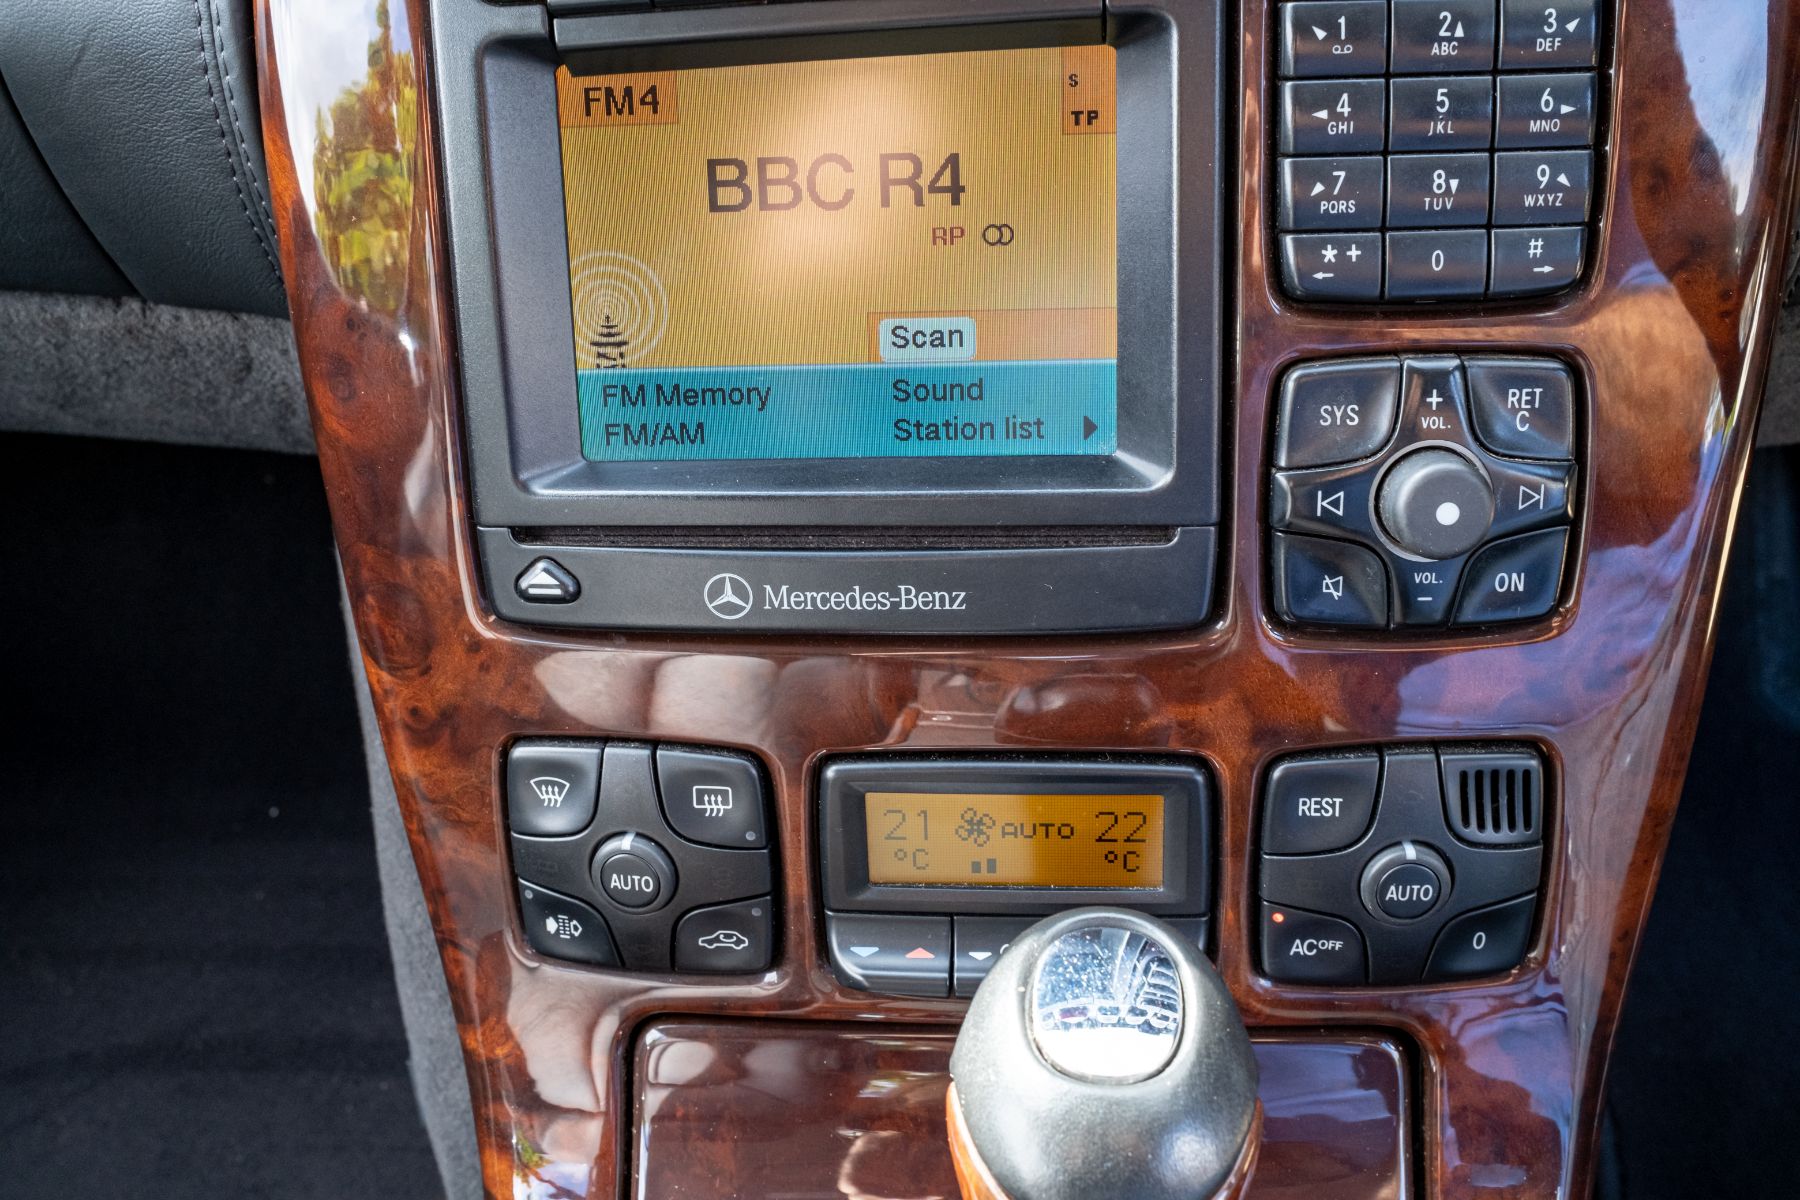 FM4
S
TP
BBC R4
RP
Scan
FM Memory
Sound
FM/AM
Station list
Mercedes-Benz
1
2
ABC
3
DEF
4
GHI
5
JKL
6
MNO
7
PQRS
8
TUV
9
WXYZ
* +
0
#
SYS
+
VOL.
RET
C
VOL.
−
ON
AUTO
21
°C
AUTO
22
°C
REST
AUTO
AC OFF
0